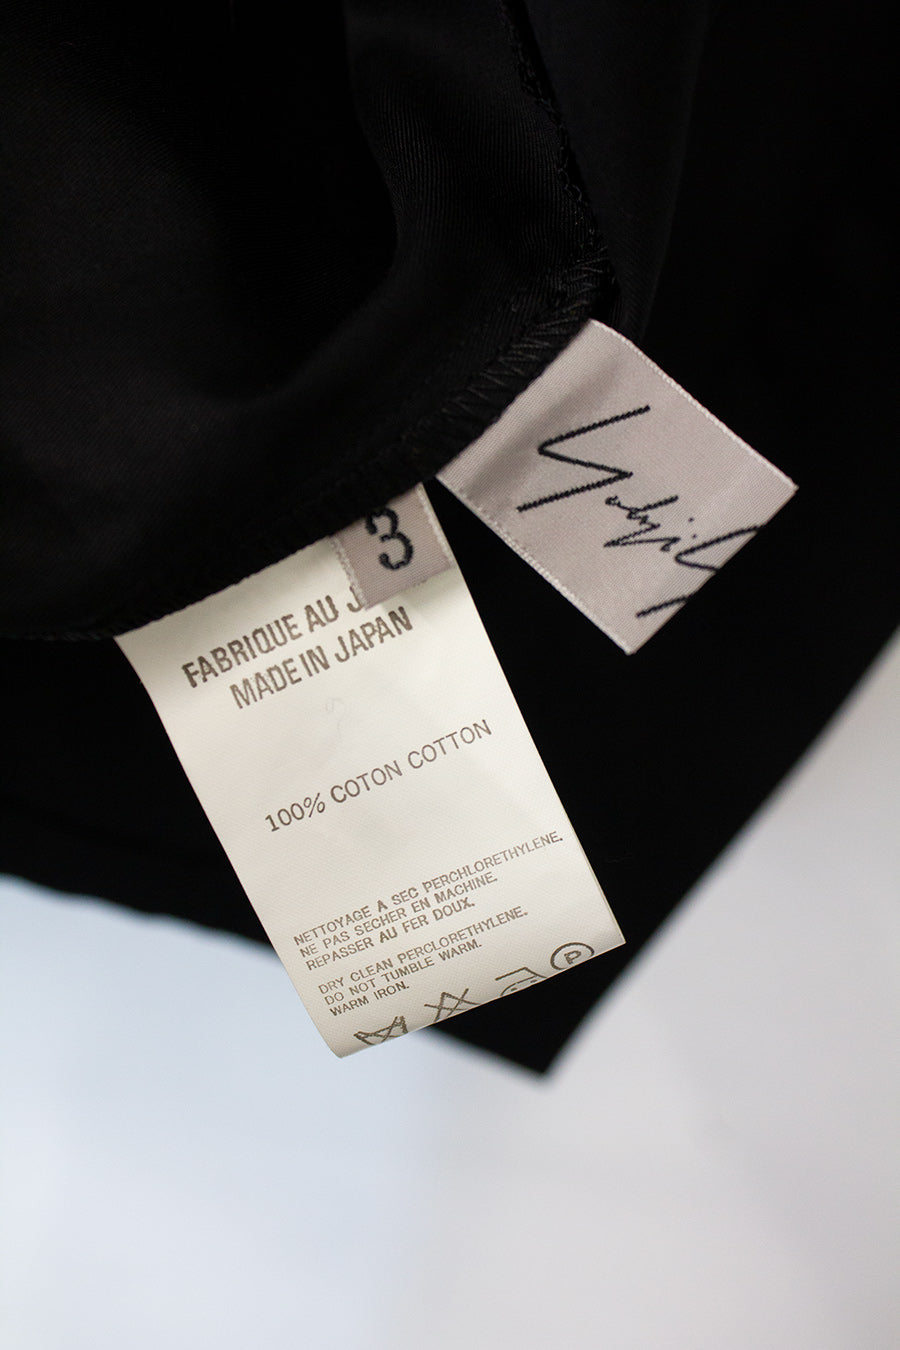 Yohji Y
3
FABRIQUE AU J
MADE IN JAPAN
100% COTON COTTON
NETTOYAGE A SEC PERCHLORETHYLENE.
NE PAS SECHER EN MACHINE.
REPASSER AU FER DOUX.
DRY CLEAN PERCLORETHYLENE.
DO NOT TUMBLE WARM.
WARM IRON.
P